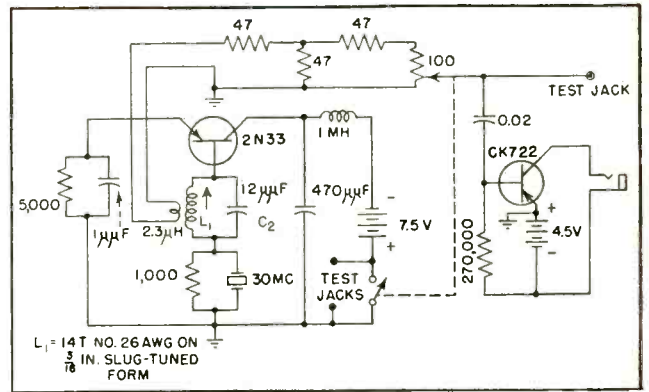 47
47
47
100
TEST JACK
2N33
1MH
0.02
CK722
5,000
1µµF
2.3µH
L1
12µµF
C2
470µµF
-
7.5V
+
+
4.5V
-
270,000
1,000
30MC
TEST
JACKS
L1 = 14T NO. 26 AWG ON
3/16 IN. SLUG-TUNED
FORM